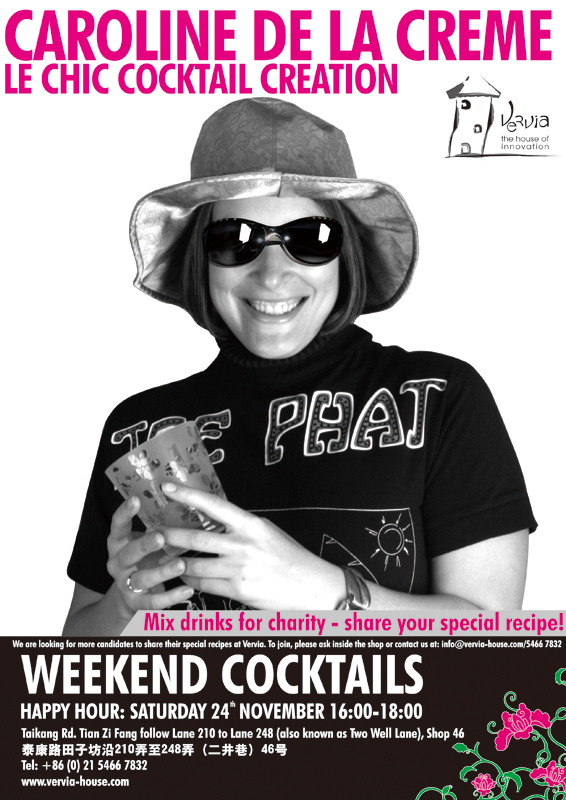 CAROLINE DE LA CREME
LE CHIC COCKTAIL CREATION
Vervia
the house of
innovation
PHAT
Mix drinks for charity - share your special recipe!
We are looking for more candidates to share their special recipes at Vervia. To join, please ask inside the shop or contact us at: info@vervia-house.com/5466 7832
WEEKEND COCKTAILS
HAPPY HOUR: SATURDAY 24th NOVEMBER 16:00-18:00
Taikang Rd. Tian Zi Fang follow Lane 210 to Lane 248 (also known as Two Well Lane), Shop 46
泰康路田子坊沿210弄至248弄 （二井巷）46号
Tel: +86 (0) 21 5466 7832
www.vervia-house.com